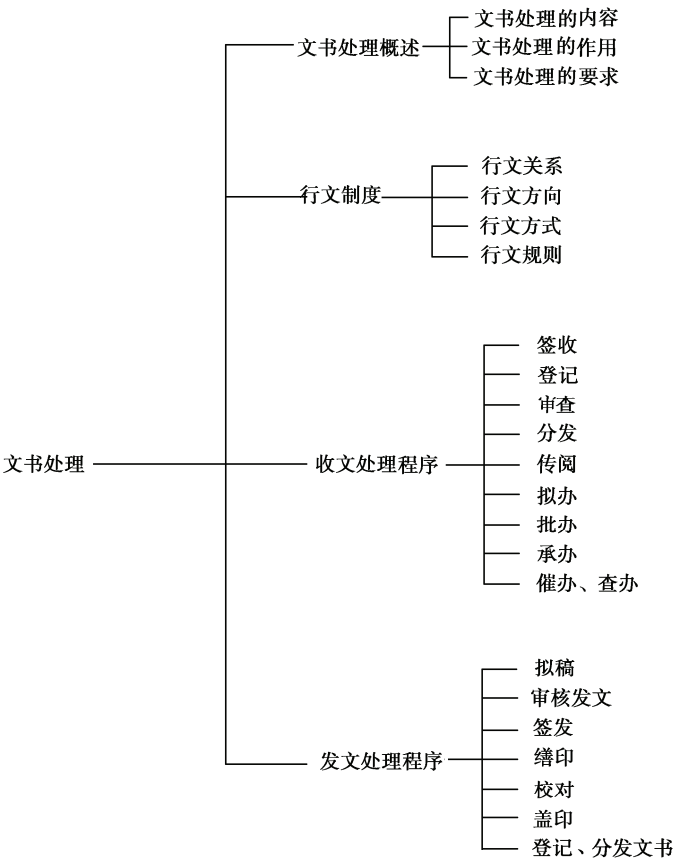 文书处理
文书处理概述
文书处理的内容
文书处理的作用
文书处理的要求
行文制度
行文关系
行文方向
行文方式
行文规则
收文处理程序
签收
登记
审查
分发
传阅
拟办
批办
承办
催办、查办
发文处理程序
拟稿
审核发文
签发
缮印
校对
盖印
登记、分发文书